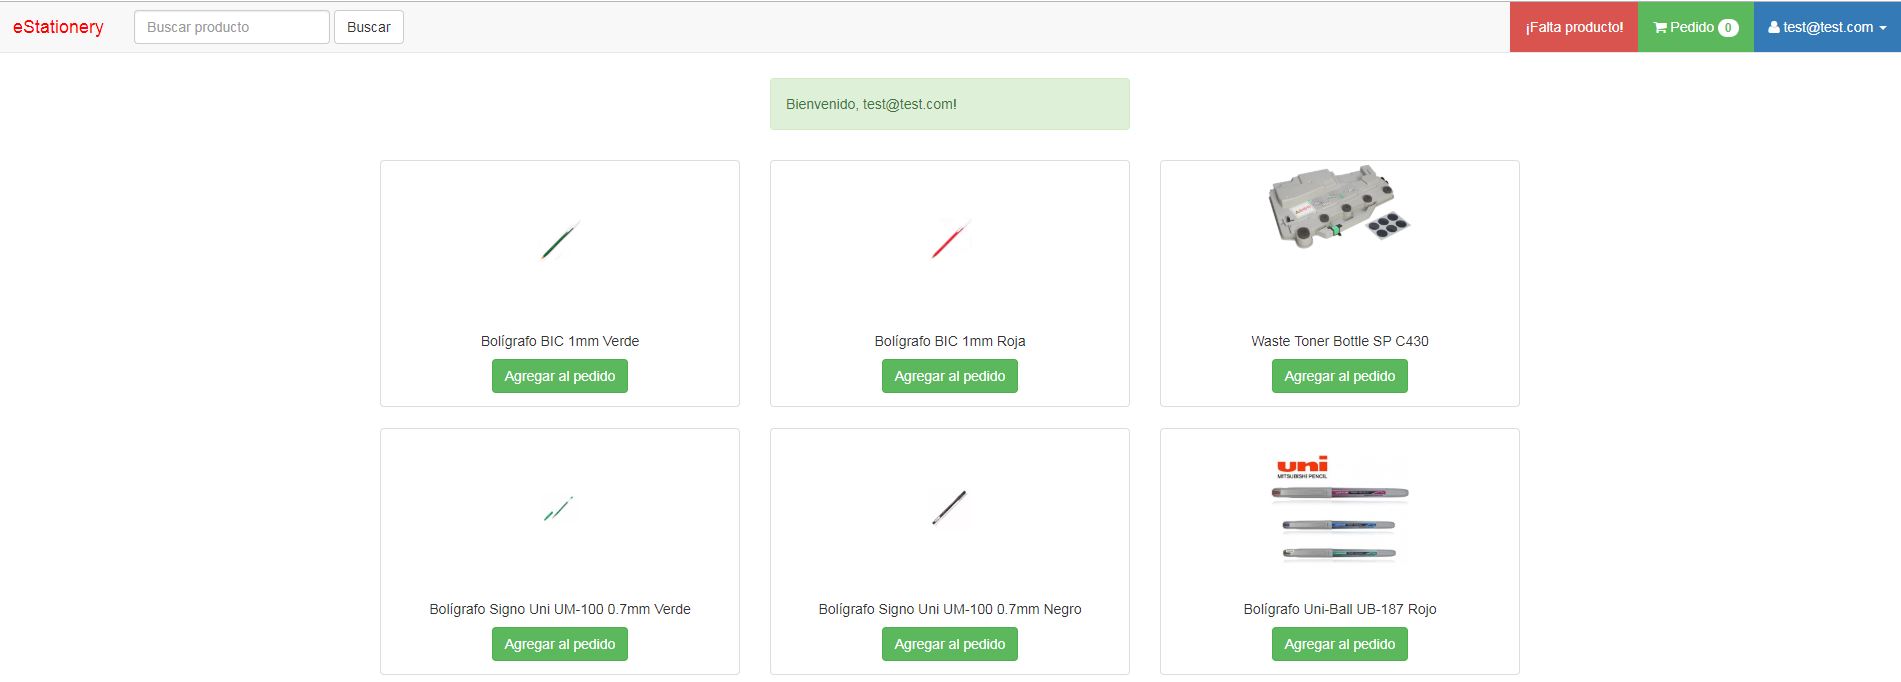 eStationery
Buscar producto
Buscar
¡Falta producto!
Pedido 0
test@test.com
Bienvenido, test@test.com!
Bolígrafo BIC 1mm Verde
Agregar al pedido
Bolígrafo BIC 1mm Roja
Agregar al pedido
Waste Toner Bottle SP C430
Agregar al pedido
Bolígrafo Signo Uni UM-100 0.7mm Verde
Agregar al pedido
Bolígrafo Signo Uni UM-100 0.7mm Negro
Agregar al pedido
uni
MITSUBISHI PENCIL
Bolígrafo Uni-Ball UB-187 Rojo
Agregar al pedido